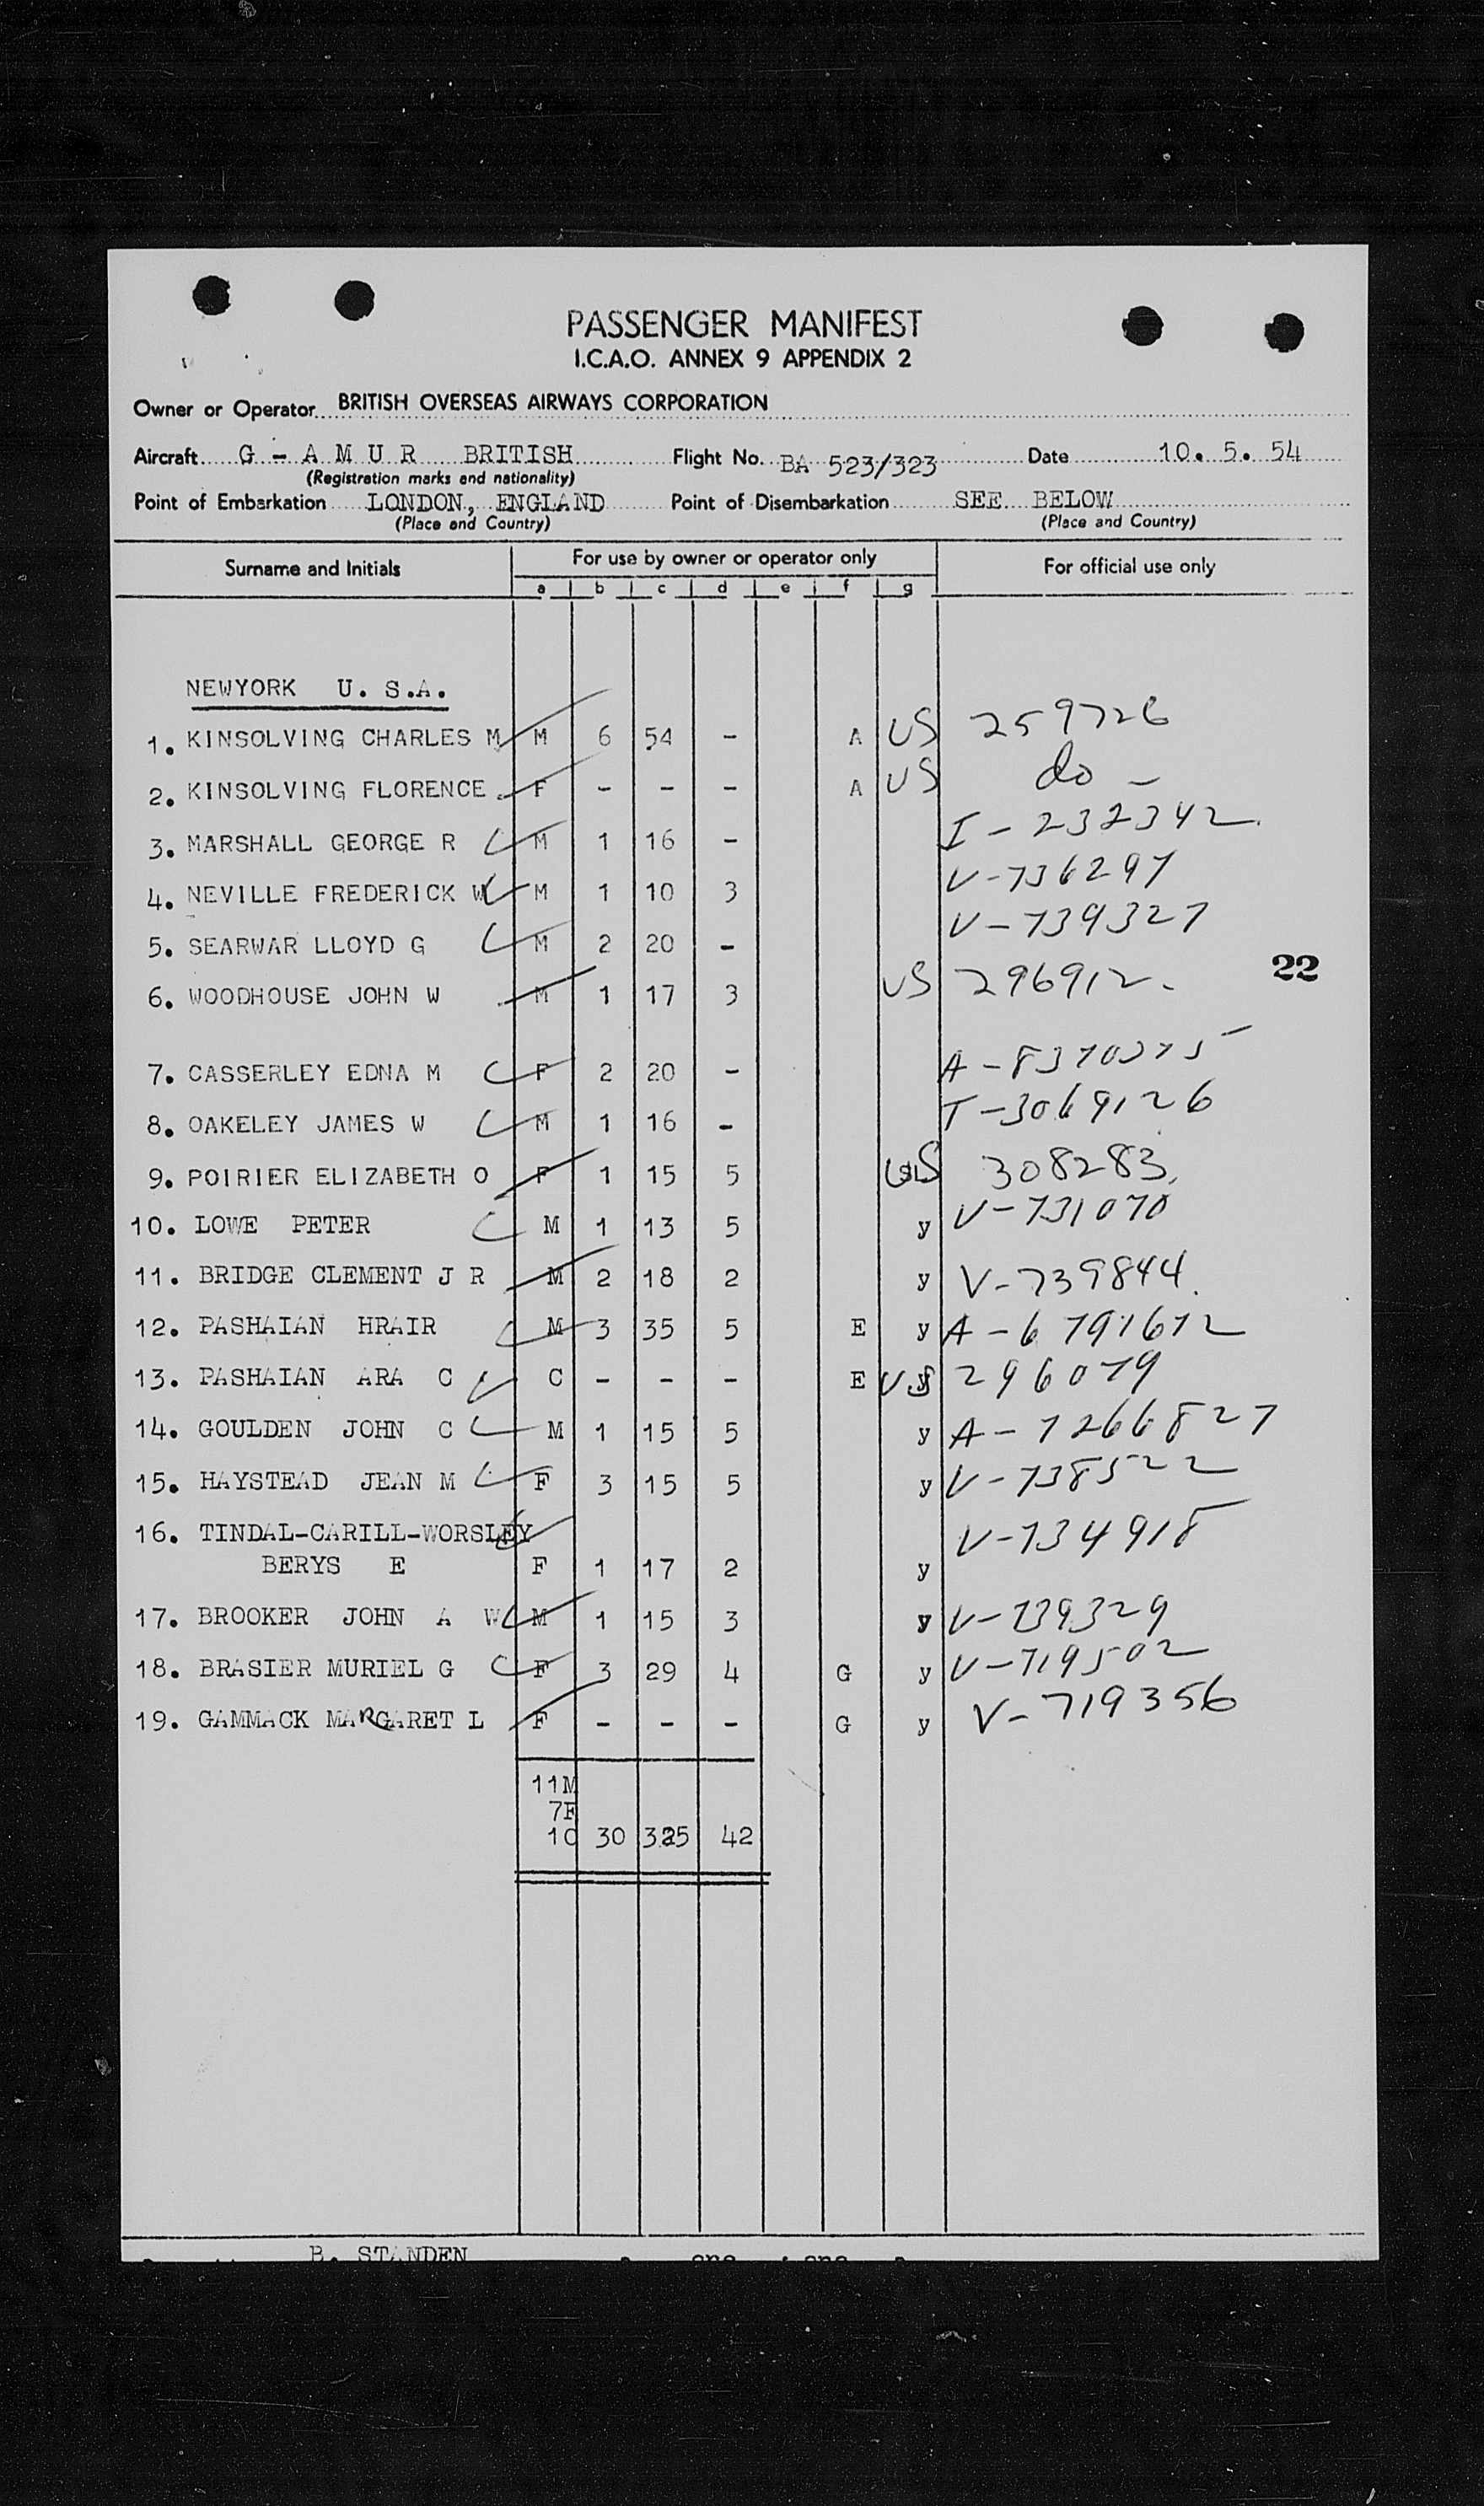 PASSENGER MANIFEST
I.C.A.O. ANNEX 9 APPENDIX 2
Owner or Operator BRITISH OVERSEAS AIRWAYS CORPORATION
Aircraft G - A M U R BRITISH Flight No. BA 523/323 Date 10. 5. 54
(Registration marks and nationality)
Point of Embarkation LONDON, ENGLAND Point of Disembarkation SEE BELOW
(Place and Country) (Place and Country)
Surname and Initials For use by owner or operator only For official use only
a b c d e f g
NEWYORK U. S.A.
1. KINSOLVING CHARLES M M 6 54 - A US 259726
2. KINSOLVING FLORENCE F - - - A US do -
3. MARSHALL GEORGE R M 1 16 - I - 232342
4. NEVILLE FREDERICK W M 1 10 3 V-736297
5. SEARWAR LLOYD G M 2 20 - V-739327
6. WOODHOUSE JOHN W M 1 17 3 US 296912
22
7. CASSERLEY EDNA M F 2 20 -
8. OAKELEY JAMES W M 1 16 - T-3069126
9. POIRIER ELIZABETH O F 1 15 5 US 308283
10. LOWE PETER M 1 13 5 y V-731070
11. BRIDGE CLEMENT J R M 2 18 2 y V-739844
12. PASHAIAN HRAIR M 3 35 5 E y A-6791672
13. PASHAIAN ARA C C - - - E US 296079
14. GOULDEN JOHN C M 1 15 5 y A-7266827
15. HAYSTEAD JEAN M F 3 15 5 y V-738522
16. TINDAL-CARILL-WORSLEY V-734918
BERYS E F 1 17 2 y
17. BROOKER JOHN A W M 1 15 3 y V-739329
18. BRASIER MURIEL G F 3 29 4 G y V-719502
19. GAMMACK MARGARET L F - - - G y V-719356
11M
7F
1C 30 325 42
B. STANDEN